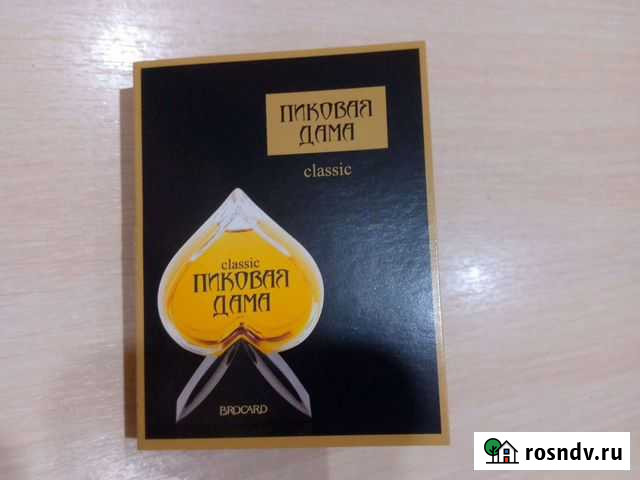 ПИКОВАЯ
ДАМА
classic
classic
ПИКОВАЯ
ДАМА
BROCARD
rosndv.ru